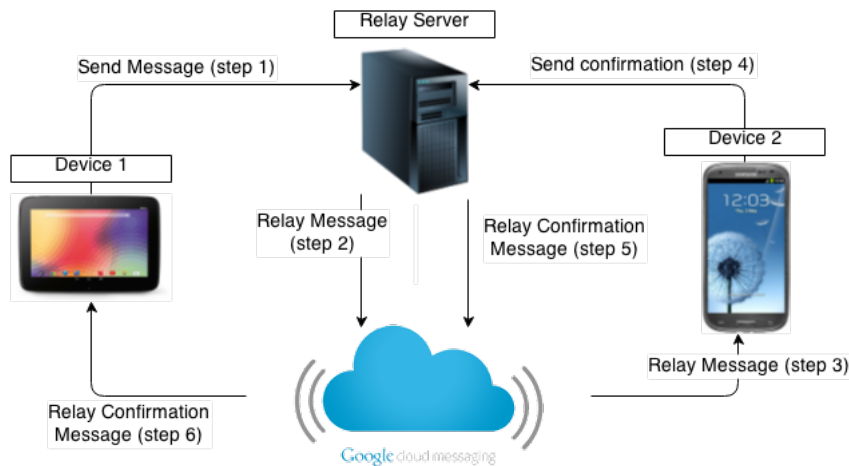 Relay Server
Send Message (step 1)
Send confirmation (step 4)
Device 1
Device 2
SAMSUNG
12:03
Relay Message
(step 2)
Relay Confirmation
Message (step 5)
Relay Message (step 3)
Relay Confirmation
Message (step 6)
Google cloud messaging